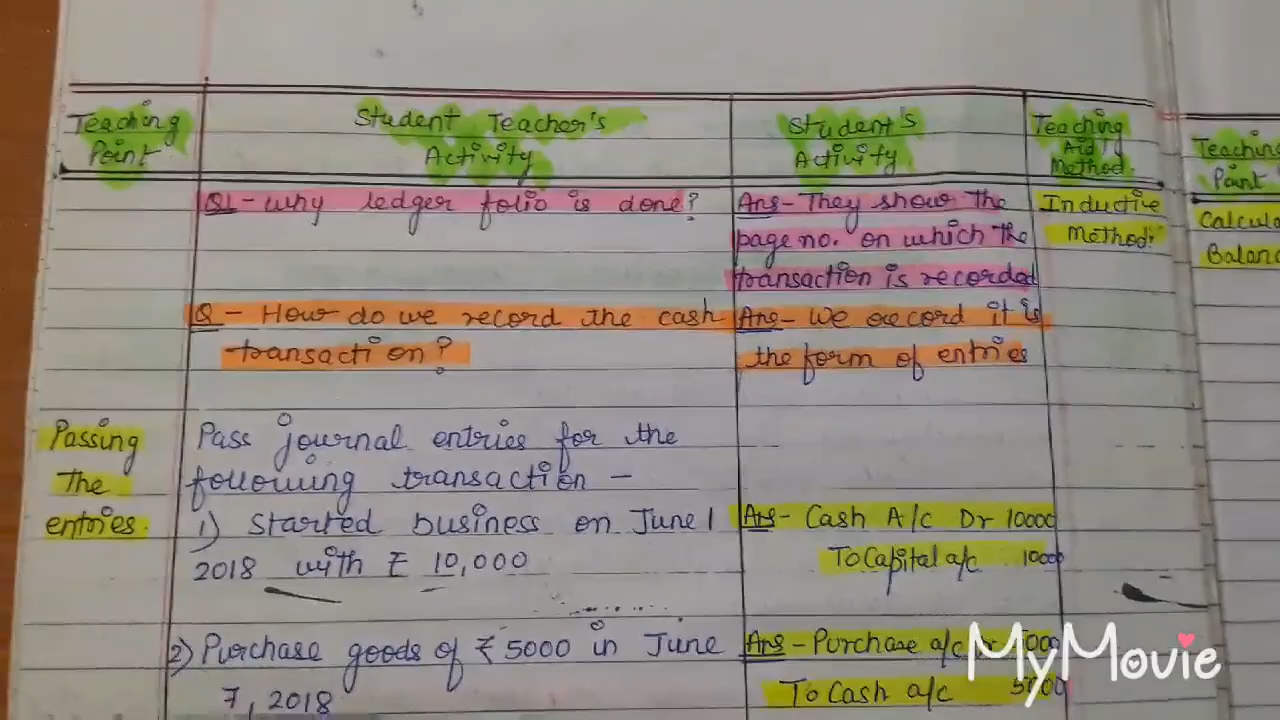 Teaching Point
Student Teacher's Activity
Student's Activity
Teaching Aid / Method.
Q1 - why ledger folio is done?
Ans - They show the
page no. on which the
transaction is recorded
Inductive
Method.
Q - How do we record the cash
transaction?
Ans - We record it is
the form of entries
Passing
The
entries.
Pass journal entries for the
following transaction -
1) Started business on June 1
2018 with ₹ 10,000
Ans - Cash A/c Dr 10000
To Capital a/c 10000
2) Purchase goods of ₹ 5000 in June
7, 2018
Ans - Purchase a/c
To Cash a/c 5000
Teaching
Point
MyMovie